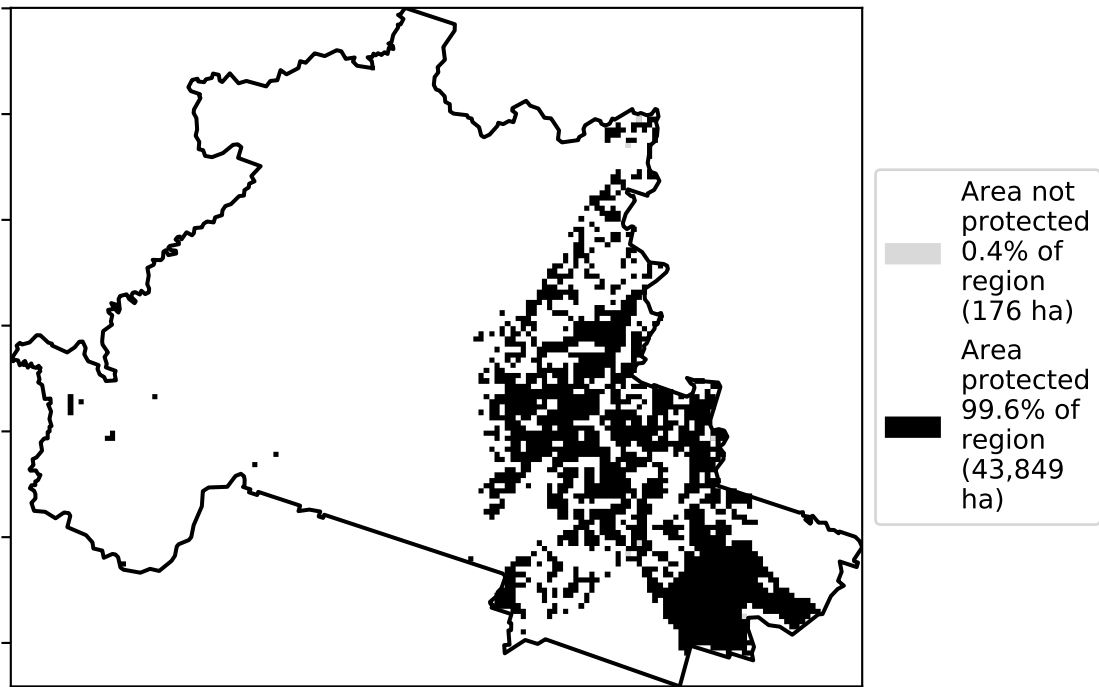 Area not
protected
0.4% of
region
(176 ha)
Area
protected
99.6% of
region
(43,849
ha)